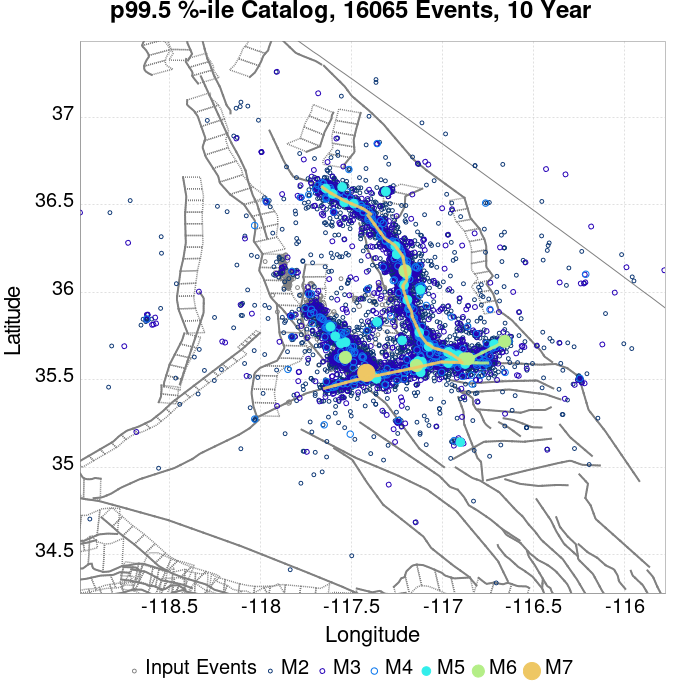 p99.5 %-ile Catalog, 16065 Events, 10 Year
Latitude
37
36.5
36
35.5
35
34.5
-118.5 -118 -117.5 -117 -116.5 -116
Longitude
Input Events M2 M3 M4 M5 M6 M7